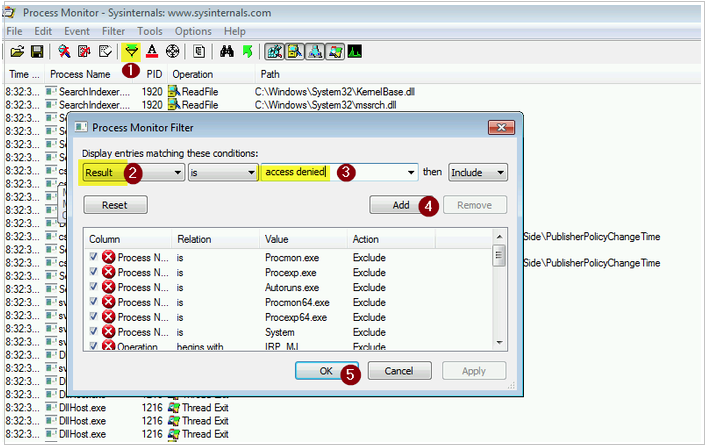 Process Monitor - Sysinternals: www.sysinternals.com
File Edit Event Filter Tools Options Help
1
Time ... Process Name PID Operation Path
8:32:3... SearchIndexer.... 1920 ReadFile C:\Windows\System32\KernelBase.dll
8:32:3... SearchIndexer.... 1920 ReadFile C:\Windows\System32\mssrch.dll
8:32:3...
Process Monitor Filter
Display entries matching these conditions:
Result 2 is access denied 3 then Include
Reset Add 4 Remove
Column Relation Value Action
Process N... is Procmon.exe Exclude
Side\PublisherPolicyChangeTime
Process N... is Procexp.exe Exclude
Process N... is Autoruns.exe Exclude
Side\PublisherPolicyChangeTime
Process N... is Procmon64.exe Exclude
Process N... is Procexp64.exe Exclude
Process N... is System Exclude
Operation begins with IRP_MJ_ Exclude
OK 5 Cancel Apply
8:32:3... DllHost.exe 1216 Thread Exit
8:32:3... DllHost.exe 1216 Thread Exit
8:32:3... DllHost.exe 1216 Thread Exit